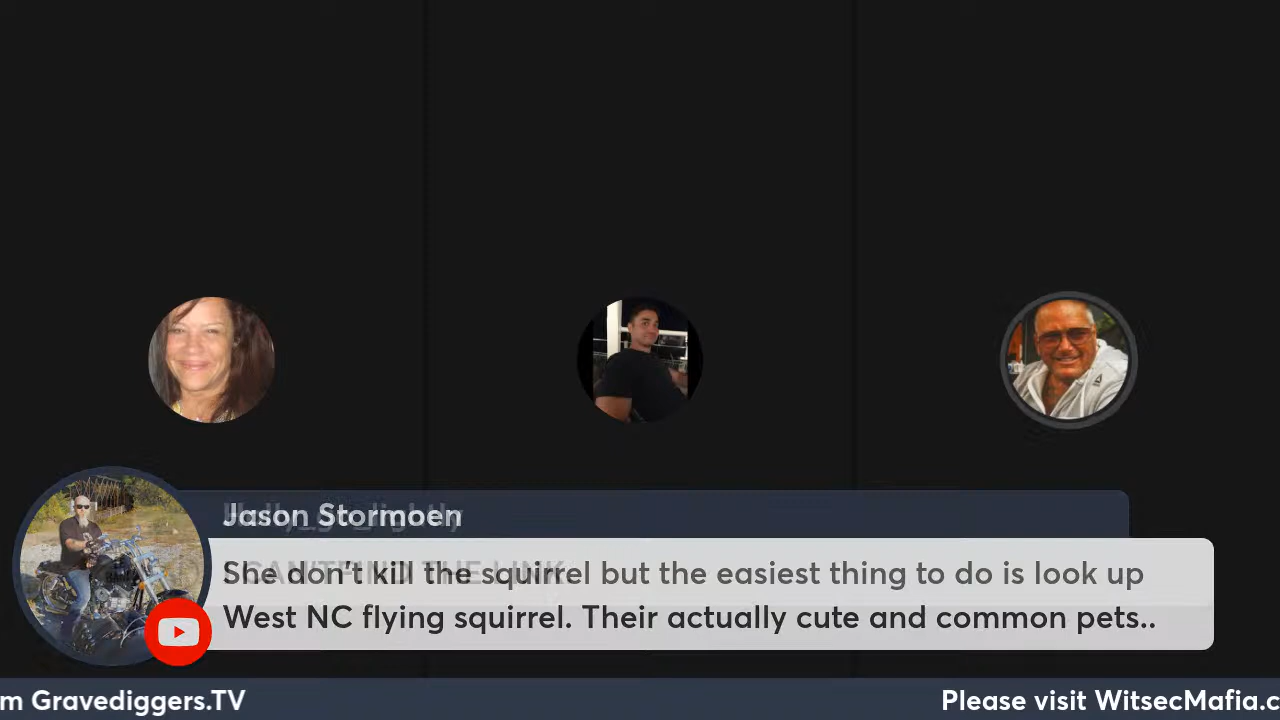 Jason Stormoen
She don't kill the squirrel but the easiest thing to do is look up
West NC flying squirrel. Their actually cute and common pets..
m Gravediggers.TV
Please visit WitsecMafia.c